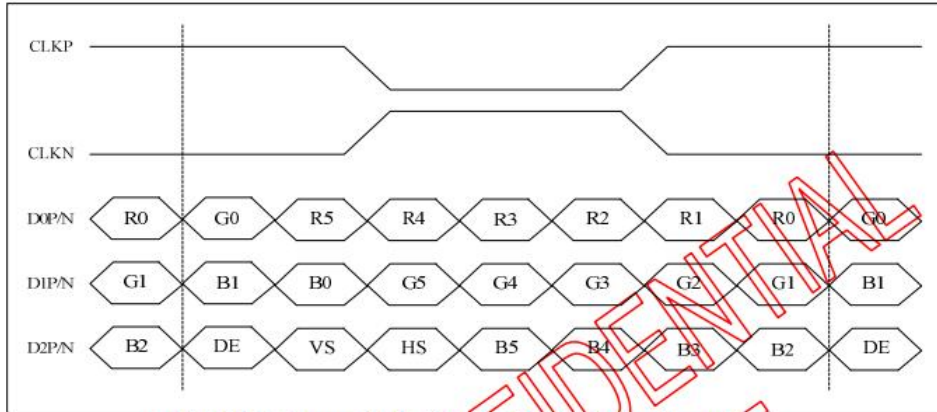 CLKP
CLKN
D0P/N R0 G0 R5 R4 R3 R2 R1 R0 G0
D1P/N G1 B1 B0 G5 G4 G3 G2 G1 B1
D2P/N B2 DE VS HS B5 B4 B3 B2 DE